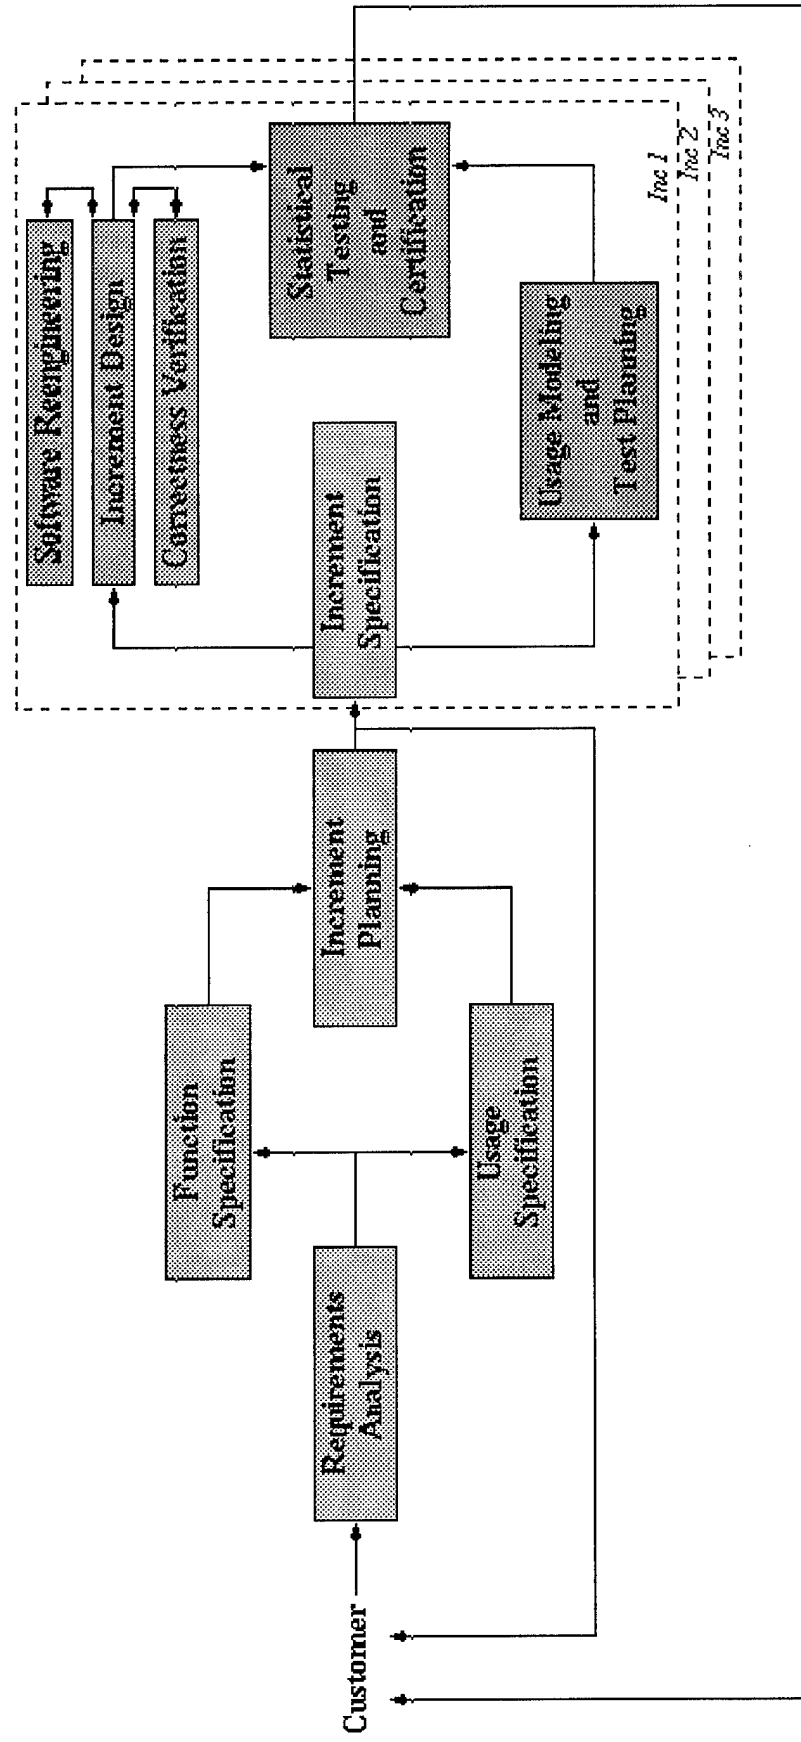 Customer
Requirements
Analysis
Function
Specification
Usage
Specification
Increment
Planning
Increment
Specification
Software Reengineering
Increment Design
Correctness Verification
Statistical
Testing
and
Certification
Usage Modeling
and
Test Planning
Inc 1
Inc 2
Inc 3